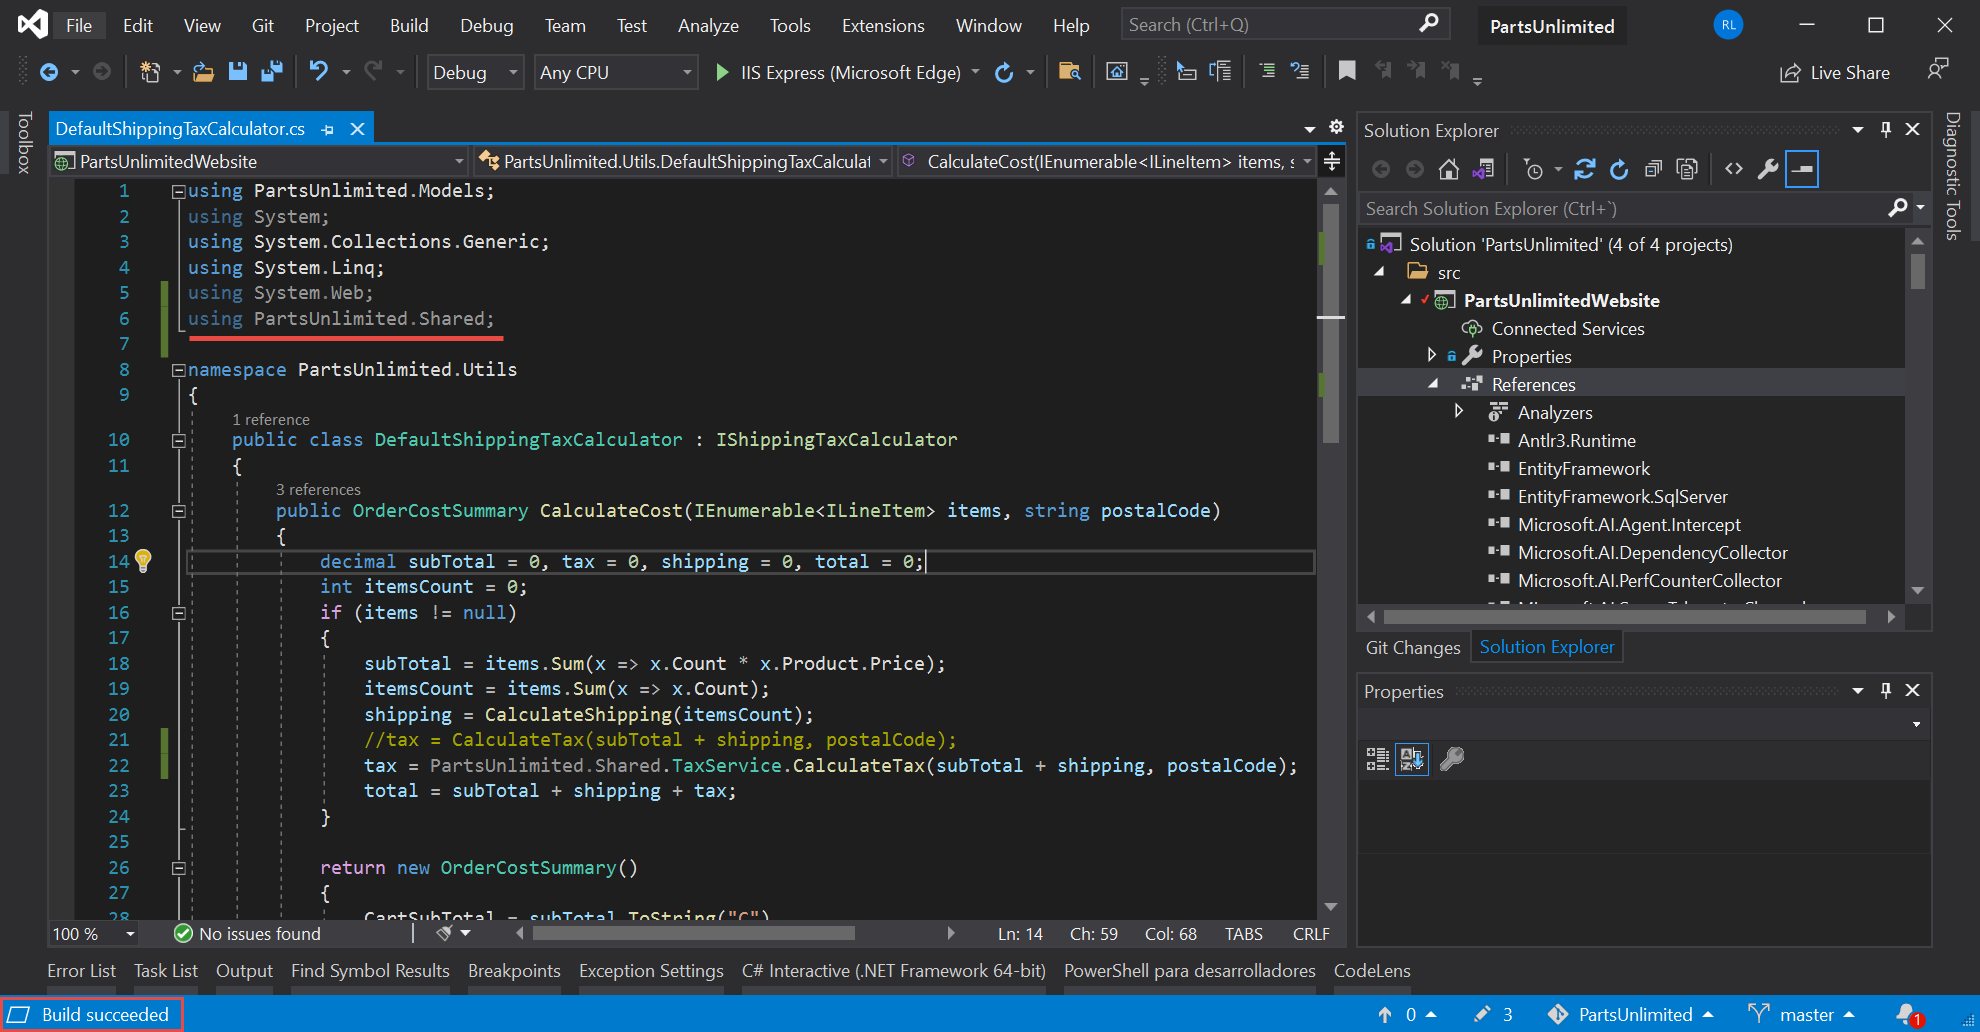 File Edit View Git Project Build Debug Team Test Analyze Tools Extensions Window Help Search (Ctrl+Q) PartsUnlimited RL
Debug Any CPU IIS Express (Microsoft Edge) Live Share
Toolbox
DefaultShippingTaxCalculator.cs
PartsUnlimitedWebsite PartsUnlimited.Utils.DefaultShippingTaxCalculat CalculateCost(IEnumerable<ILineItem> items, s
1 using PartsUnlimited.Models;
2 using System;
3 using System.Collections.Generic;
4 using System.Linq;
5 using System.Web;
6 using PartsUnlimited.Shared;
7
8 namespace PartsUnlimited.Utils
9 {
1 reference
10 public class DefaultShippingTaxCalculator : IShippingTaxCalculator
11 {
3 references
12 public OrderCostSummary CalculateCost(IEnumerable<ILineItem> items, string postalCode)
13 {
14 decimal subTotal = 0, tax = 0, shipping = 0, total = 0;
15 int itemsCount = 0;
16 if (items != null)
17 {
18 subTotal = items.Sum(x => x.Count * x.Product.Price);
19 itemsCount = items.Sum(x => x.Count);
20 shipping = CalculateShipping(itemsCount);
21 //tax = CalculateTax(subTotal + shipping, postalCode);
22 tax = PartsUnlimited.Shared.TaxService.CalculateTax(subTotal + shipping, postalCode);
23 total = subTotal + shipping + tax;
24 }
25
26 return new OrderCostSummary()
27 {
28 CartSubTotal = subTotal.ToString("C")
100 % No issues found Ln: 14 Ch: 59 Col: 68 TABS CRLF
Solution Explorer
Search Solution Explorer (Ctrl+`)
Solution 'PartsUnlimited' (4 of 4 projects)
src
PartsUnlimitedWebsite
Connected Services
Properties
References
Analyzers
Antlr3.Runtime
EntityFramework
EntityFramework.SqlServer
Microsoft.AI.Agent.Intercept
Microsoft.AI.DependencyCollector
Microsoft.AI.PerfCounterCollector
Git Changes Solution Explorer
Properties
Diagnostic Tools
Error List Task List Output Find Symbol Results Breakpoints Exception Settings C# Interactive (.NET Framework 64-bit) PowerShell para desarrolladores CodeLens
Build succeeded 0 3 PartsUnlimited master 1